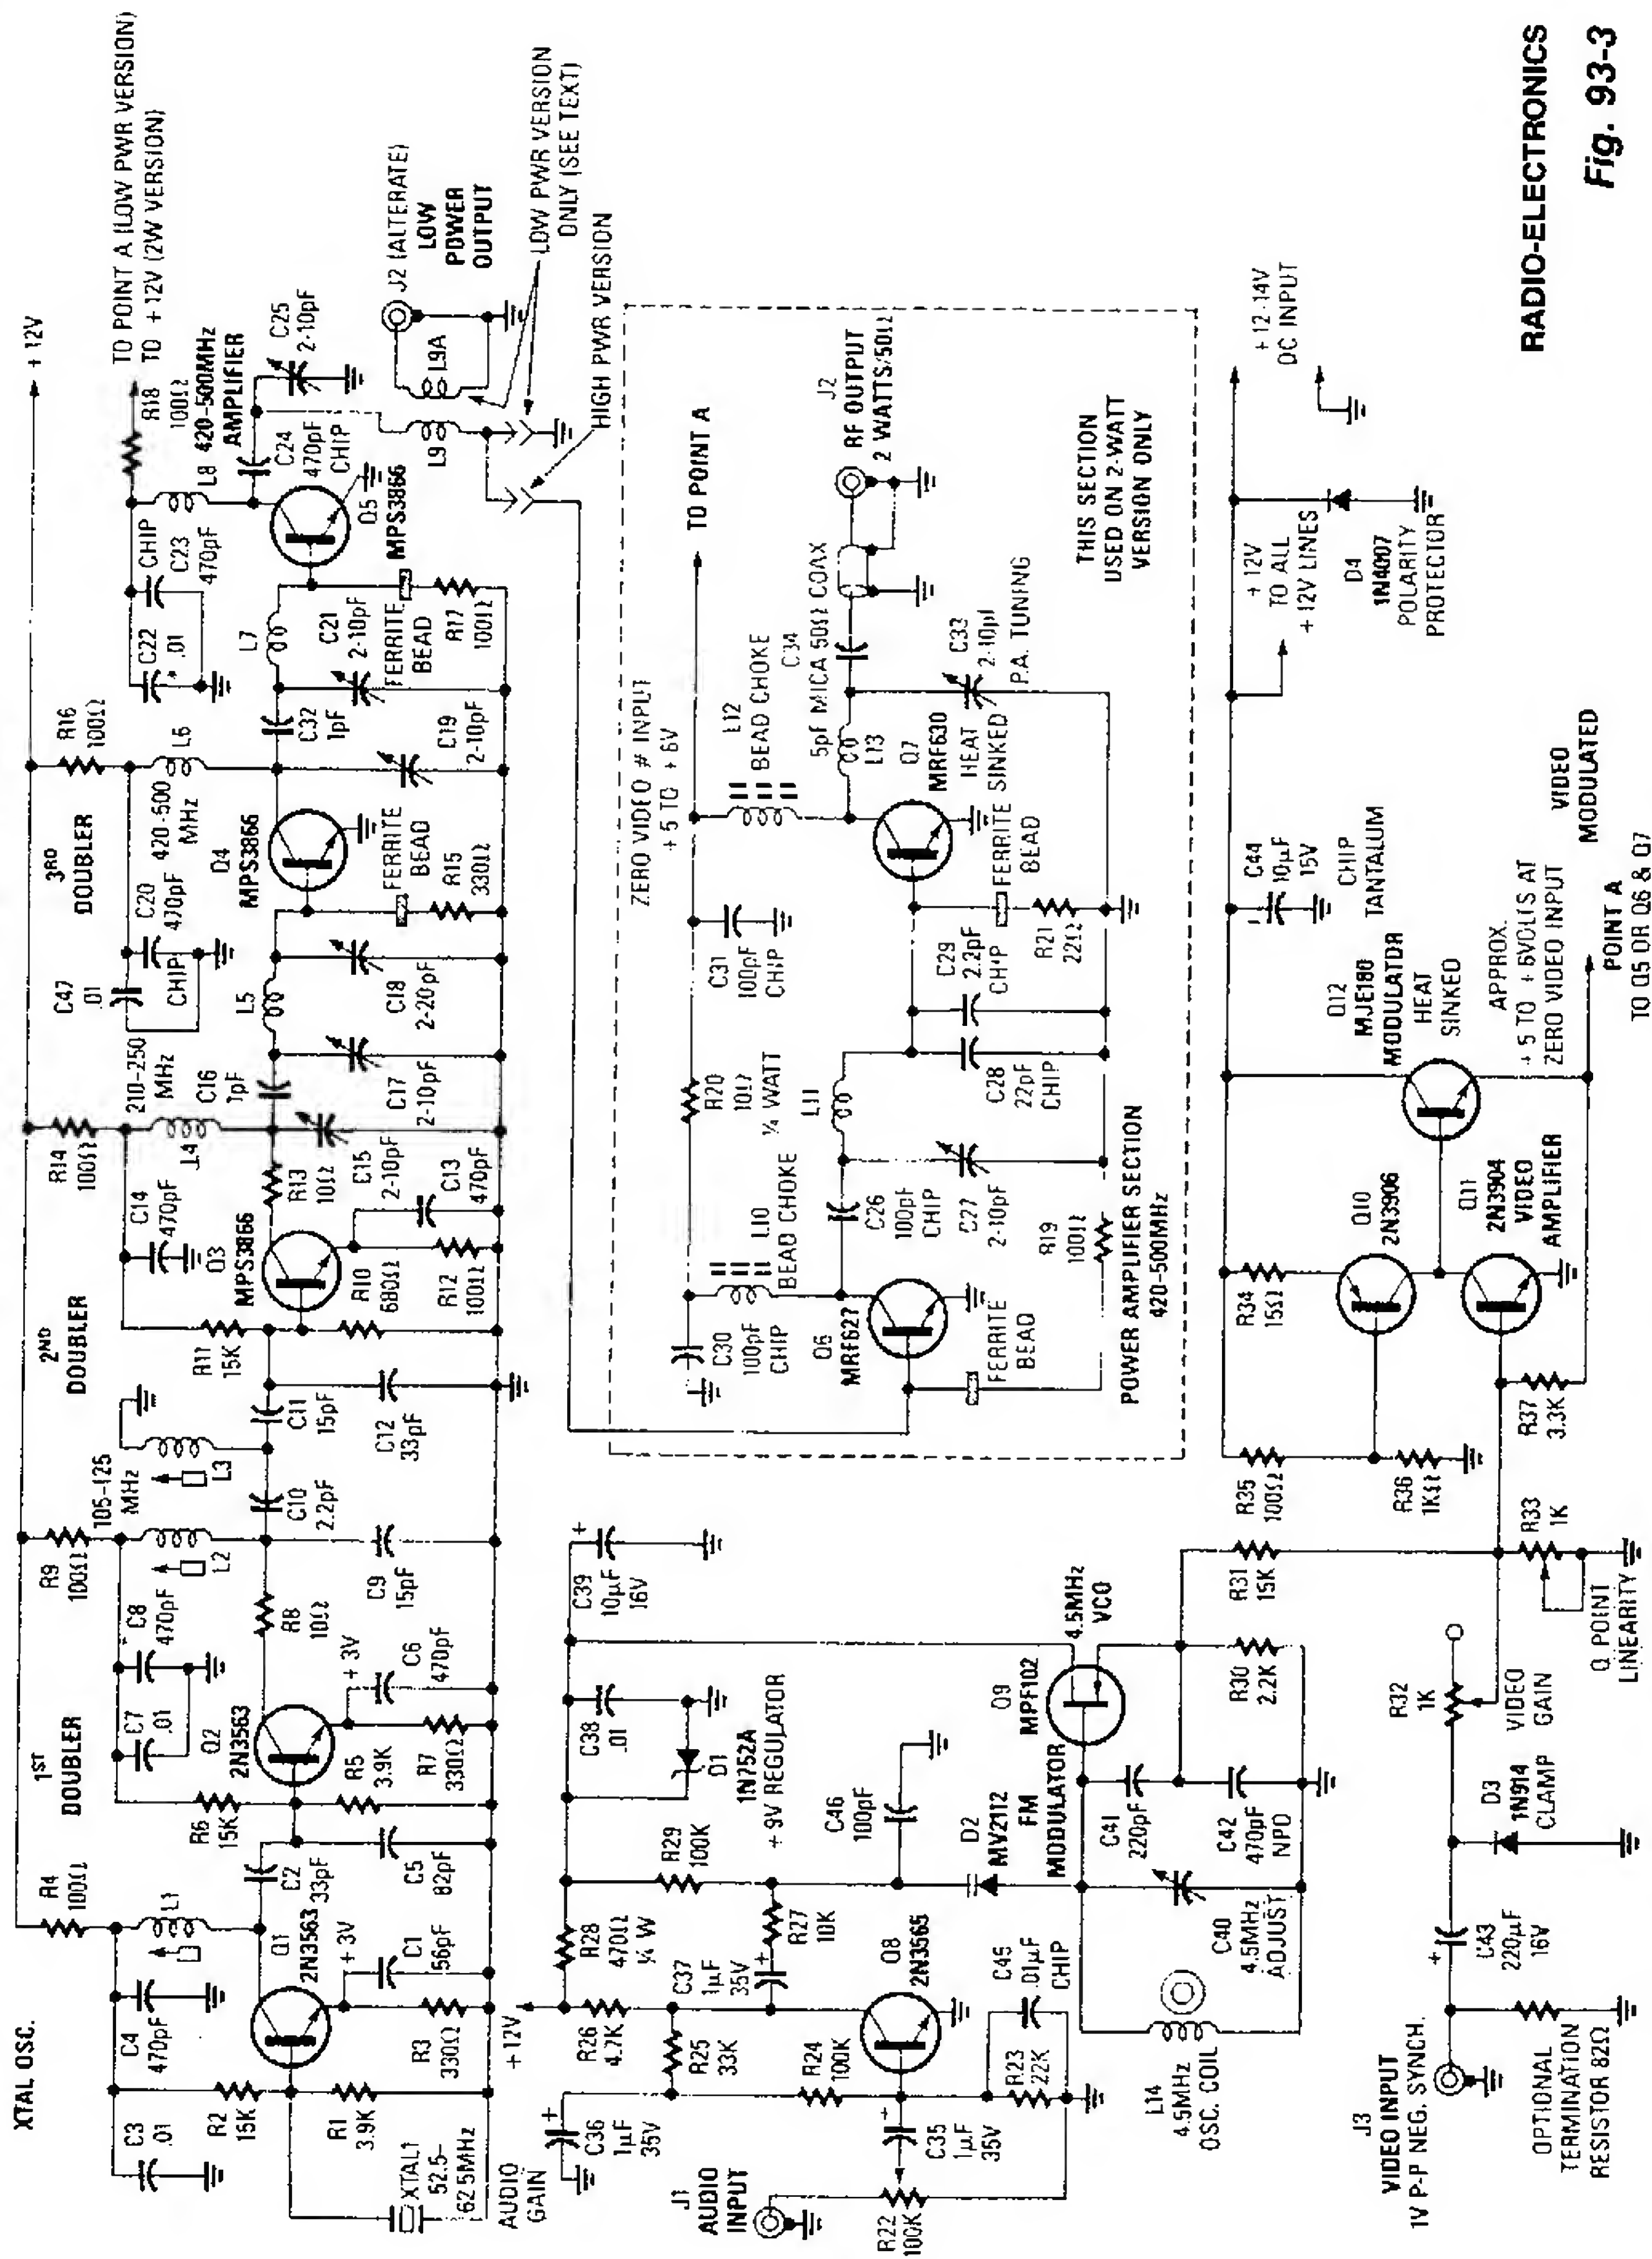 XTAL OSC.
C3
.01
C4
470pF
R2
15K
R1
3.9K
XTAL1
52.5-
62.5MHz
L1
R4
100Ω
Q1
2N3563
+3V
C1
56pF
R3
330Ω
C2
33pF
C5
82pF
1ST
DOUBLER
R6
15K
C7
.01
C8
470pF
Q2
2N3563
R5
3.9K
R7
330Ω
+3V
C6
470pF
R8
10Ω
R9
100Ω
L2
105-125
MHz
L3
C9
15pF
C10
2.2pF
C11
15pF
C12
33pF
2ND
DOUBLER
R11
15K
C14
470pF
Q3
MPS3866
R10
680Ω
R12
100Ω
C13
470pF
C15
2-10pF
R13
10Ω
R14
100Ω
L4
210-250
MHz
C16
1pF
C17
2-10pF
L5
C18
2-20pF
C47
.01
C20
470pF
CHIP
3RD
DOUBLER
420-500
MHz
Q4
MPS3866
FERRITE
BEAD
R15
330Ω
L6
R16
100Ω
C19
2-10pF
C32
1pF
L7
C21
2-10pF
FERRITE
BEAD
R17
100Ω
C22
.01
CHIP
C23
470pF
L8
Q5
MPS3866
C24
470pF
CHIP
420-500MHz
AMPLIFIER
R18
100Ω
C25
2-10pF
+12V
TO POINT A (LOW PWR VERSION)
TO +12V (2W VERSION)
L9
L9A
J2 (ALTERATE)
LOW
POWER
OUTPUT
LOW PWR VERSION
ONLY (SEE TEXT)
HIGH PWR VERSION
ZERO VIDEO # INPUT
+5 TO +6V
TO POINT A
C30
100pF
CHIP
L10
BEAD CHOKE
Q6
MRF627
FERRITE
BEAD
R19
100Ω
C26
100pF
CHIP
C27
2-10pF
L11
R20
10Ω
¼ WATT
C31
100pF
CHIP
C28
22pF
CHIP
C29
2.2pF
CHIP
FERRITE
BEAD
R21
22Ω
L12
BEAD CHOKE
L13
Q7
MRF630
HEAT
SINKED
C34
5pF MICA
50Ω COAX
C33
2-10pf
P.A. TUNING
J2
RF OUTPUT
2 WATTS/50Ω
POWER AMPLIFIER SECTION
420-500MHz
THIS SECTION
USED ON 2-WATT
VERSION ONLY
AUDIO
GAIN
J1
AUDIO
INPUT
R22
100K
C36
1µF
35V
C35
1µF
35V
R25
33K
R24
100K
R23
22K
C45
.01µF
CHIP
Q8
2N3565
+12V
R26
4.7K
R28
470Ω
¼ W
C37
1µF
35V
R27
10K
R29
100K
C38
.01
D1
1N752A
+9V REGULATOR
C39
10µF
16V
+
C46
100pF
D2
MV2112
FM
MODULATOR
Q9
MPF102
4.5MHz
VCO
C41
220pF
C42
470pF
NPO
C40
4.5MHz
ADJUST
L14
4.5MHz
OSC. COIL
R30
2.2K
R31
15K
J3
VIDEO INPUT
1V P-P NEG. SYNCH.
OPTIONAL
TERMINATION
RESISTOR 82Ω
C43
220µF
16V
D3
1N914
CLAMP
R32
1K
VIDEO
GAIN
R33
1K
Q POINT
LINEARITY
R35
100Ω
R36
1KΩ
R34
15Ω
R37
3.3K
Q10
2N3906
Q11
2N3904
VIDEO
AMPLIFIER
Q12
MJE180
MODULATOR
HEAT
SINKED
APPROX.
+5 TO +6VOLTS AT
ZERO VIDEO INPUT
VIDEO
MODULATED
POINT A
TO Q5 OR Q6 & Q7
C44
10µF
15V
CHIP
TANTALUM
+12V
TO ALL
+12V LINES
D4
1N4007
POLARITY
PROTECTOR
+12-14V
DC INPUT
RADIO-ELECTRONICS
Fig. 93-3